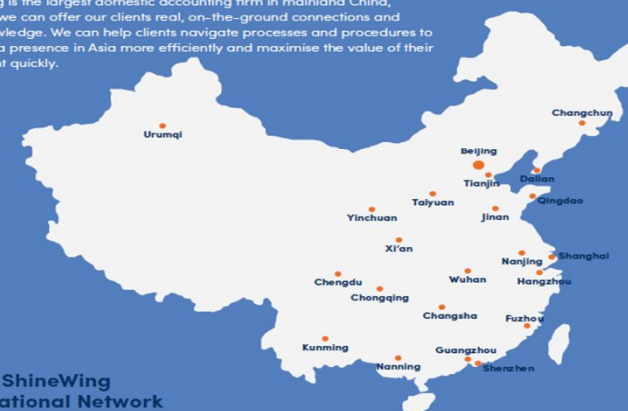 is the largest domestic accounting firm in mainland China,
we can offer our clients real, on-the-ground connections and
We can help clients navigate processes and procedures to
a presence in Asia more efficiently and maximise the value of their
quickly.
Changchun
Urumqi
Beijing
Tianjin
Dalian
Taiyuan
Qingdao
Yinchuan
Jinan
Xi'an
Nanjing
Shanghai
Chengdu
Wuhan
Hangzhou
Chongqing
Changsha
Fuzhou
Kunming
Guangzhou
Nanning
Shenzhen
ShineWing
Network